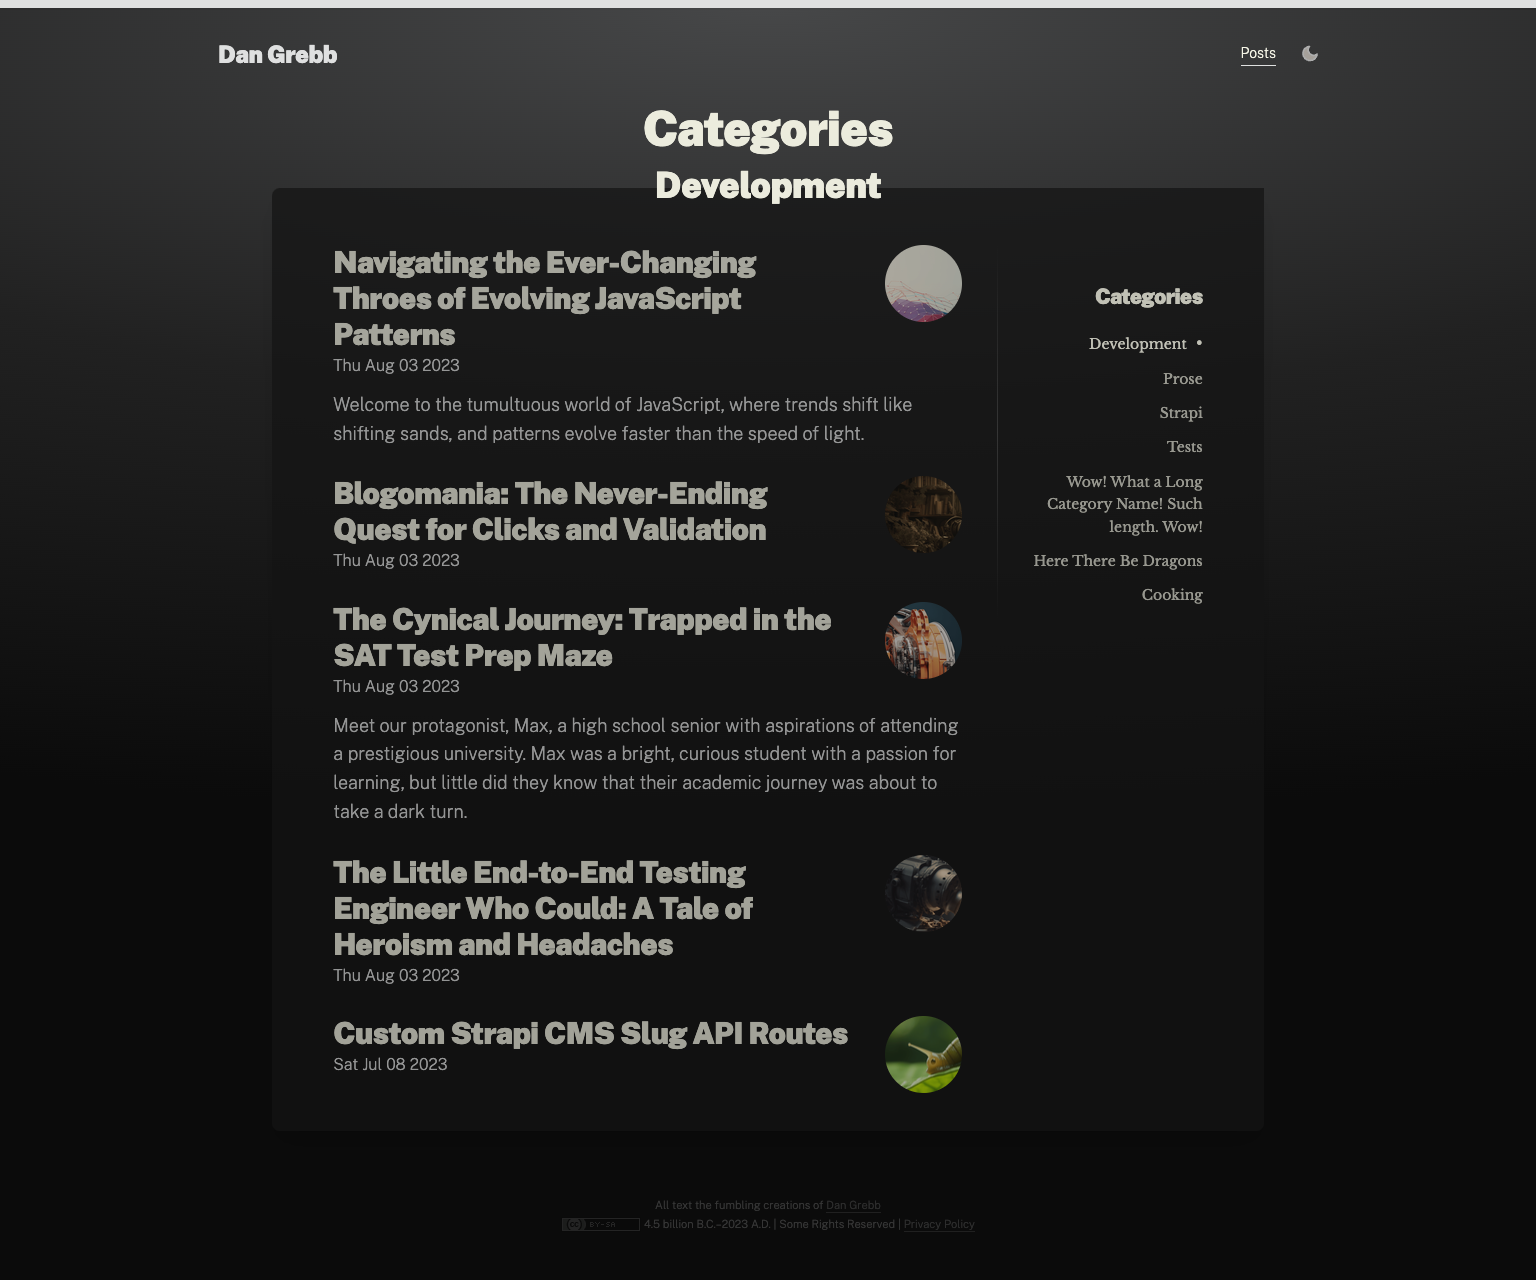 Dan Grebb
Posts
Categories
Development
Navigating the Ever-Changing
Throes of Evolving JavaScript
Patterns
Thu Aug 03 2023
Welcome to the tumultuous world of JavaScript, where trends shift like
shifting sands, and patterns evolve faster than the speed of light.
Blogomania: The Never-Ending
Quest for Clicks and Validation
Thu Aug 03 2023
The Cynical Journey: Trapped in the
SAT Test Prep Maze
Thu Aug 03 2023
Meet our protagonist, Max, a high school senior with aspirations of attending
a prestigious university. Max was a bright, curious student with a passion for
learning, but little did they know that their academic journey was about to
take a dark turn.
The Little End-to-End Testing
Engineer Who Could: A Tale of
Heroism and Headaches
Thu Aug 03 2023
Custom Strapi CMS Slug API Routes
Sat Jul 08 2023
Categories
Development •
Prose
Strapi
Tests
Wow! What a Long
Category Name! Such
length. Wow!
Here There Be Dragons
Cooking
All text the fumbling creations of Dan Grebb
cc BY-SA 4.5 billion B.C.–2023 A.D. | Some Rights Reserved | Privacy Policy